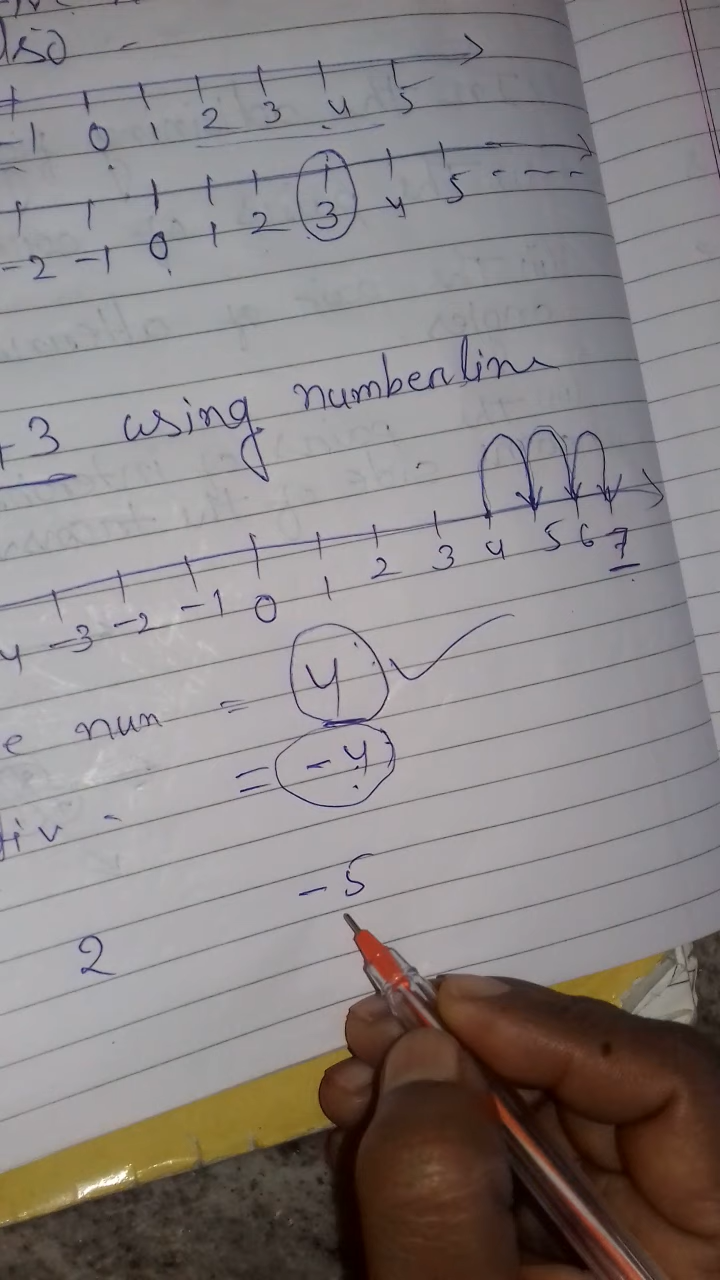 -1 0 1 2 3 4 5
-2 -1 0 1 2 3 4 5 ----
+3 using numberline
4 -3 -2 -1 0 1 2 3 4 5 6 7
e num = 4
= -4
tiv -
-5
2